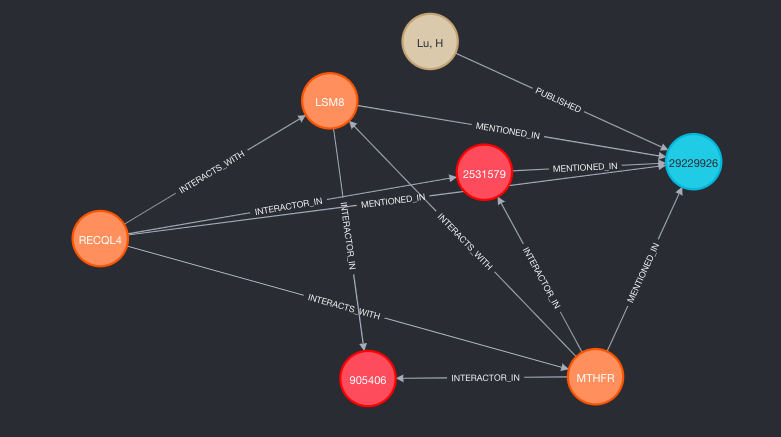 Lu, H
PUBLISHED
LSM8
MENTIONED_IN
29229926
2531579
MENTIONED_IN
INTERACTS_WITH
INTERACTOR_IN
MENTIONED_IN
INTERACTOR_IN
INTERACTS_WITH
RECQL4
INTERACTOR_IN
MENTIONED_IN
INTERACTS_WITH
905406
INTERACTOR_IN
MTHFR